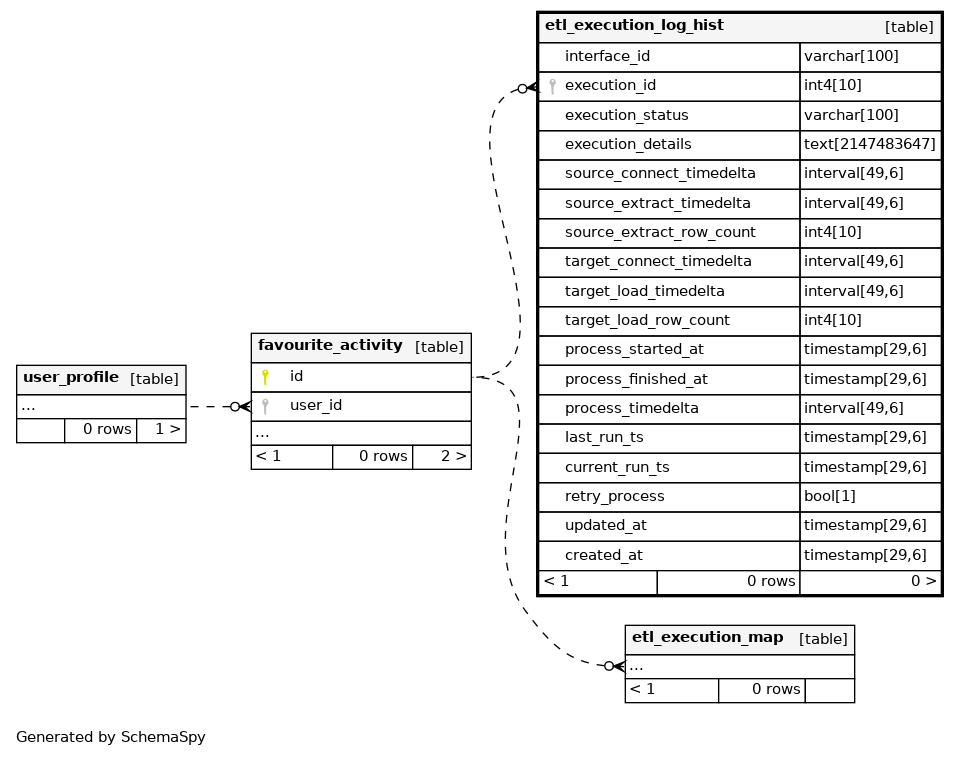 etl_execution_log_hist [table]
interface_id varchar[100]
execution_id int4[10]
execution_status varchar[100]
execution_details text[2147483647]
source_connect_timedelta interval[49,6]
source_extract_timedelta interval[49,6]
source_extract_row_count int4[10]
target_connect_timedelta interval[49,6]
target_load_timedelta interval[49,6]
target_load_row_count int4[10]
process_started_at timestamp[29,6]
process_finished_at timestamp[29,6]
process_timedelta interval[49,6]
last_run_ts timestamp[29,6]
current_run_ts timestamp[29,6]
retry_process bool[1]
updated_at timestamp[29,6]
created_at timestamp[29,6]
< 1 0 rows 0 >
favourite_activity [table]
id
user_id
...
< 1 0 rows 2 >
user_profile [table]
...
0 rows 1 >
etl_execution_map [table]
...
< 1 0 rows
Generated by SchemaSpy